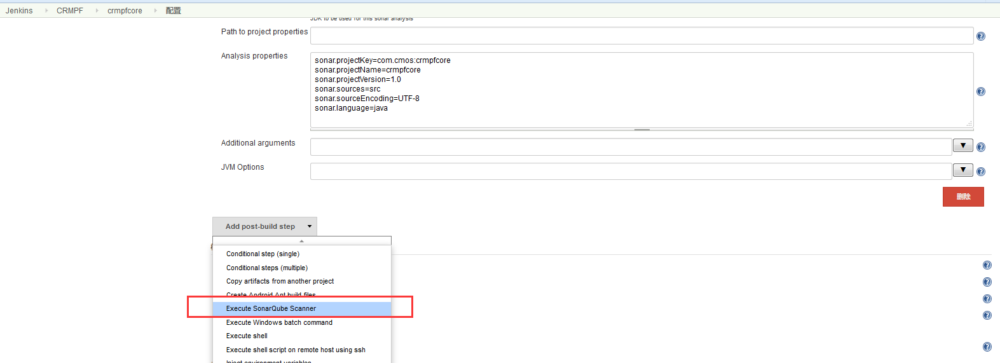 Jenkins CRMPF crmpfcore 配置
JDK to be used for this sonar analysis
Path to project properties
Analysis properties
sonar.projectKey=com.cmos:crmpfcore
sonar.projectName=crmpfcore
sonar.projectVersion=1.0
sonar.sources=src
sonar.sourceEncoding=UTF-8
sonar.language=java
Additional arguments
JVM Options
删除
Add post-build step
Conditional step (single)
Conditional steps (multiple)
Copy artifacts from another project
Create Android Ant build files
Execute SonarQube Scanner
Execute Windows batch command
Execute shell
Execute shell script on remote host using ssh
Inject environment variables